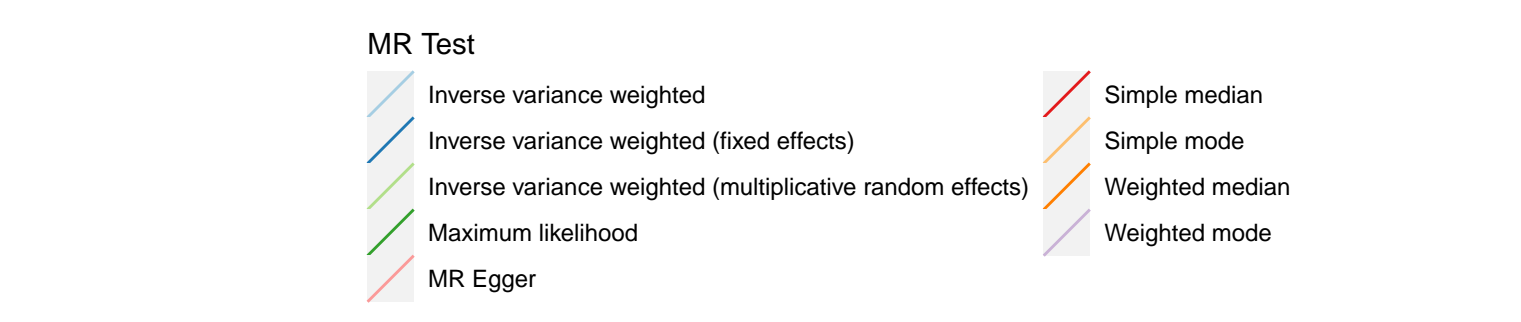 MR Test
Inverse variance weighted
Inverse variance weighted (fixed effects)
Inverse variance weighted (multiplicative random effects)
Maximum likelihood
MR Egger
Simple median
Simple mode
Weighted median
Weighted mode